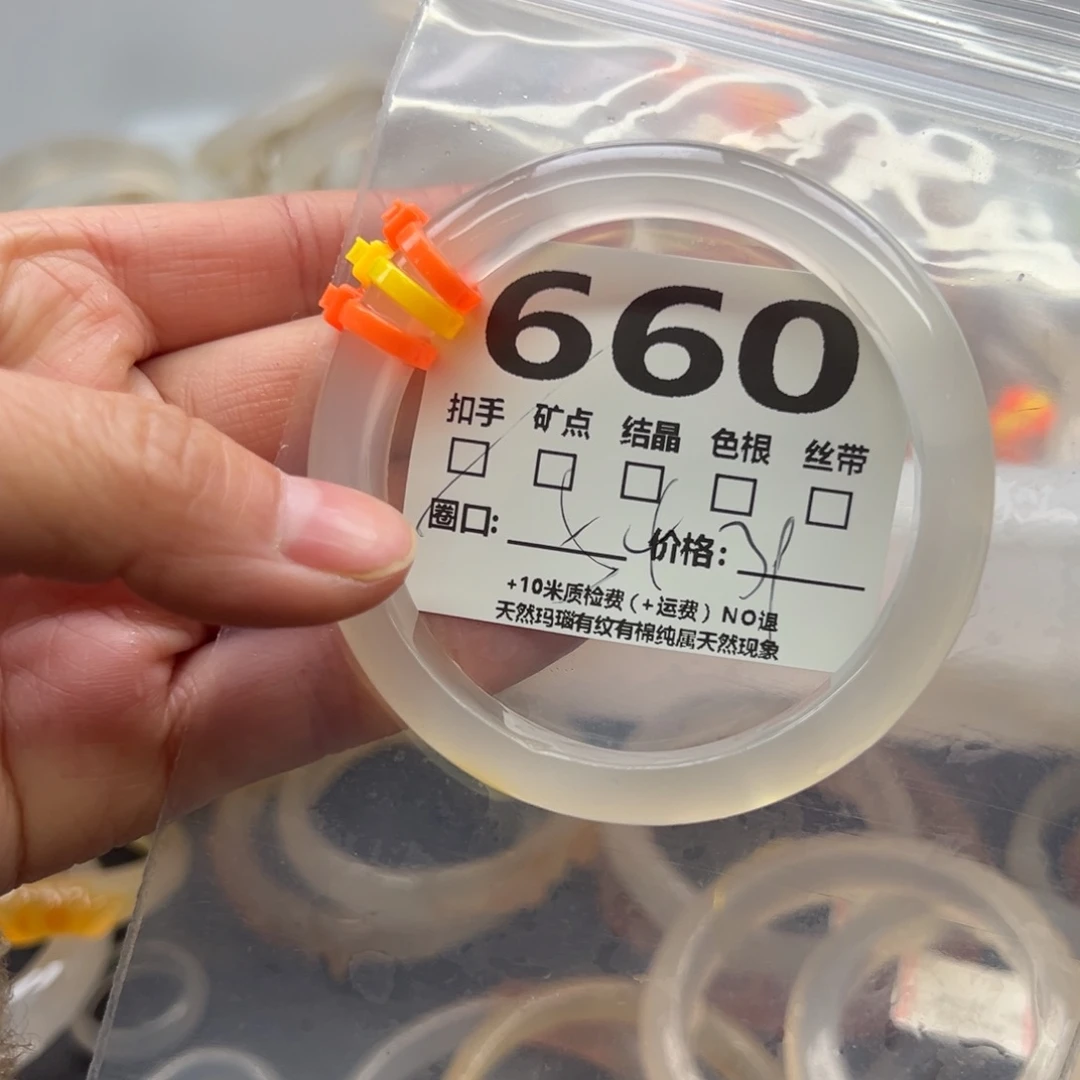 660
扣手 矿点 结晶 色根 丝带
圈口: 价格:
+10米质检费(+运费) NO退
天然玛瑙有纹有棉纯属天然现象